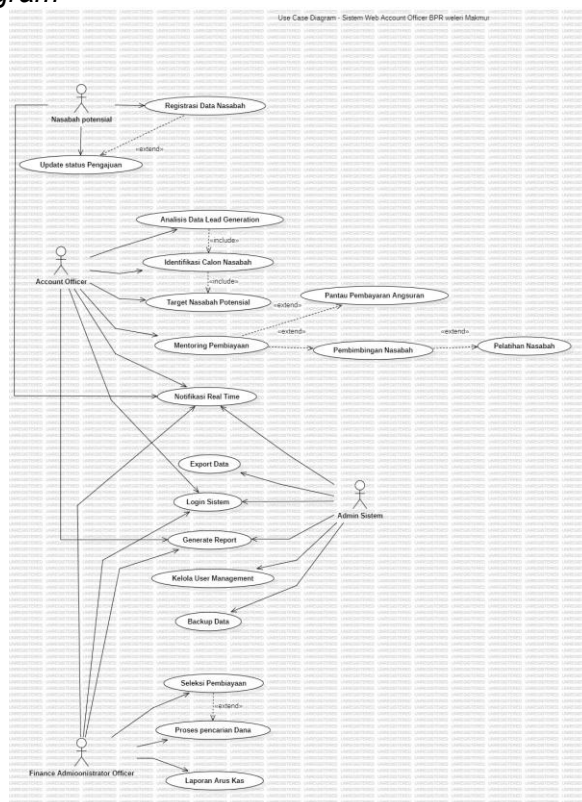 gram
Use Case Diagram - Sistem Web Account Officer BPR weleri Makmur
Registrasi Data Nasabah
Nasabah potensial
«extend»
Update status Pengajuan
Analisis Data Lead Generation
«include»
Identifikasi Calon Nasabah
Account Officer
«include»
Pantau Pembayaran Angsuran
Target Nasabah Potensial
«extend»
«extend»
«extend»
Mentoring Pembiayaan
Pembimbingan Nasabah
Pelatihan Nasabah
Notifikasi Real Time
Export Data
Login Sistem
Admin Sistem
Generate Report
Kelola User Management
Backup Data
Seleksi Pembiayaan
«extend»
Proses pencarian Dana
Finance Admioonistrator Officer
Laporan Arus Kas